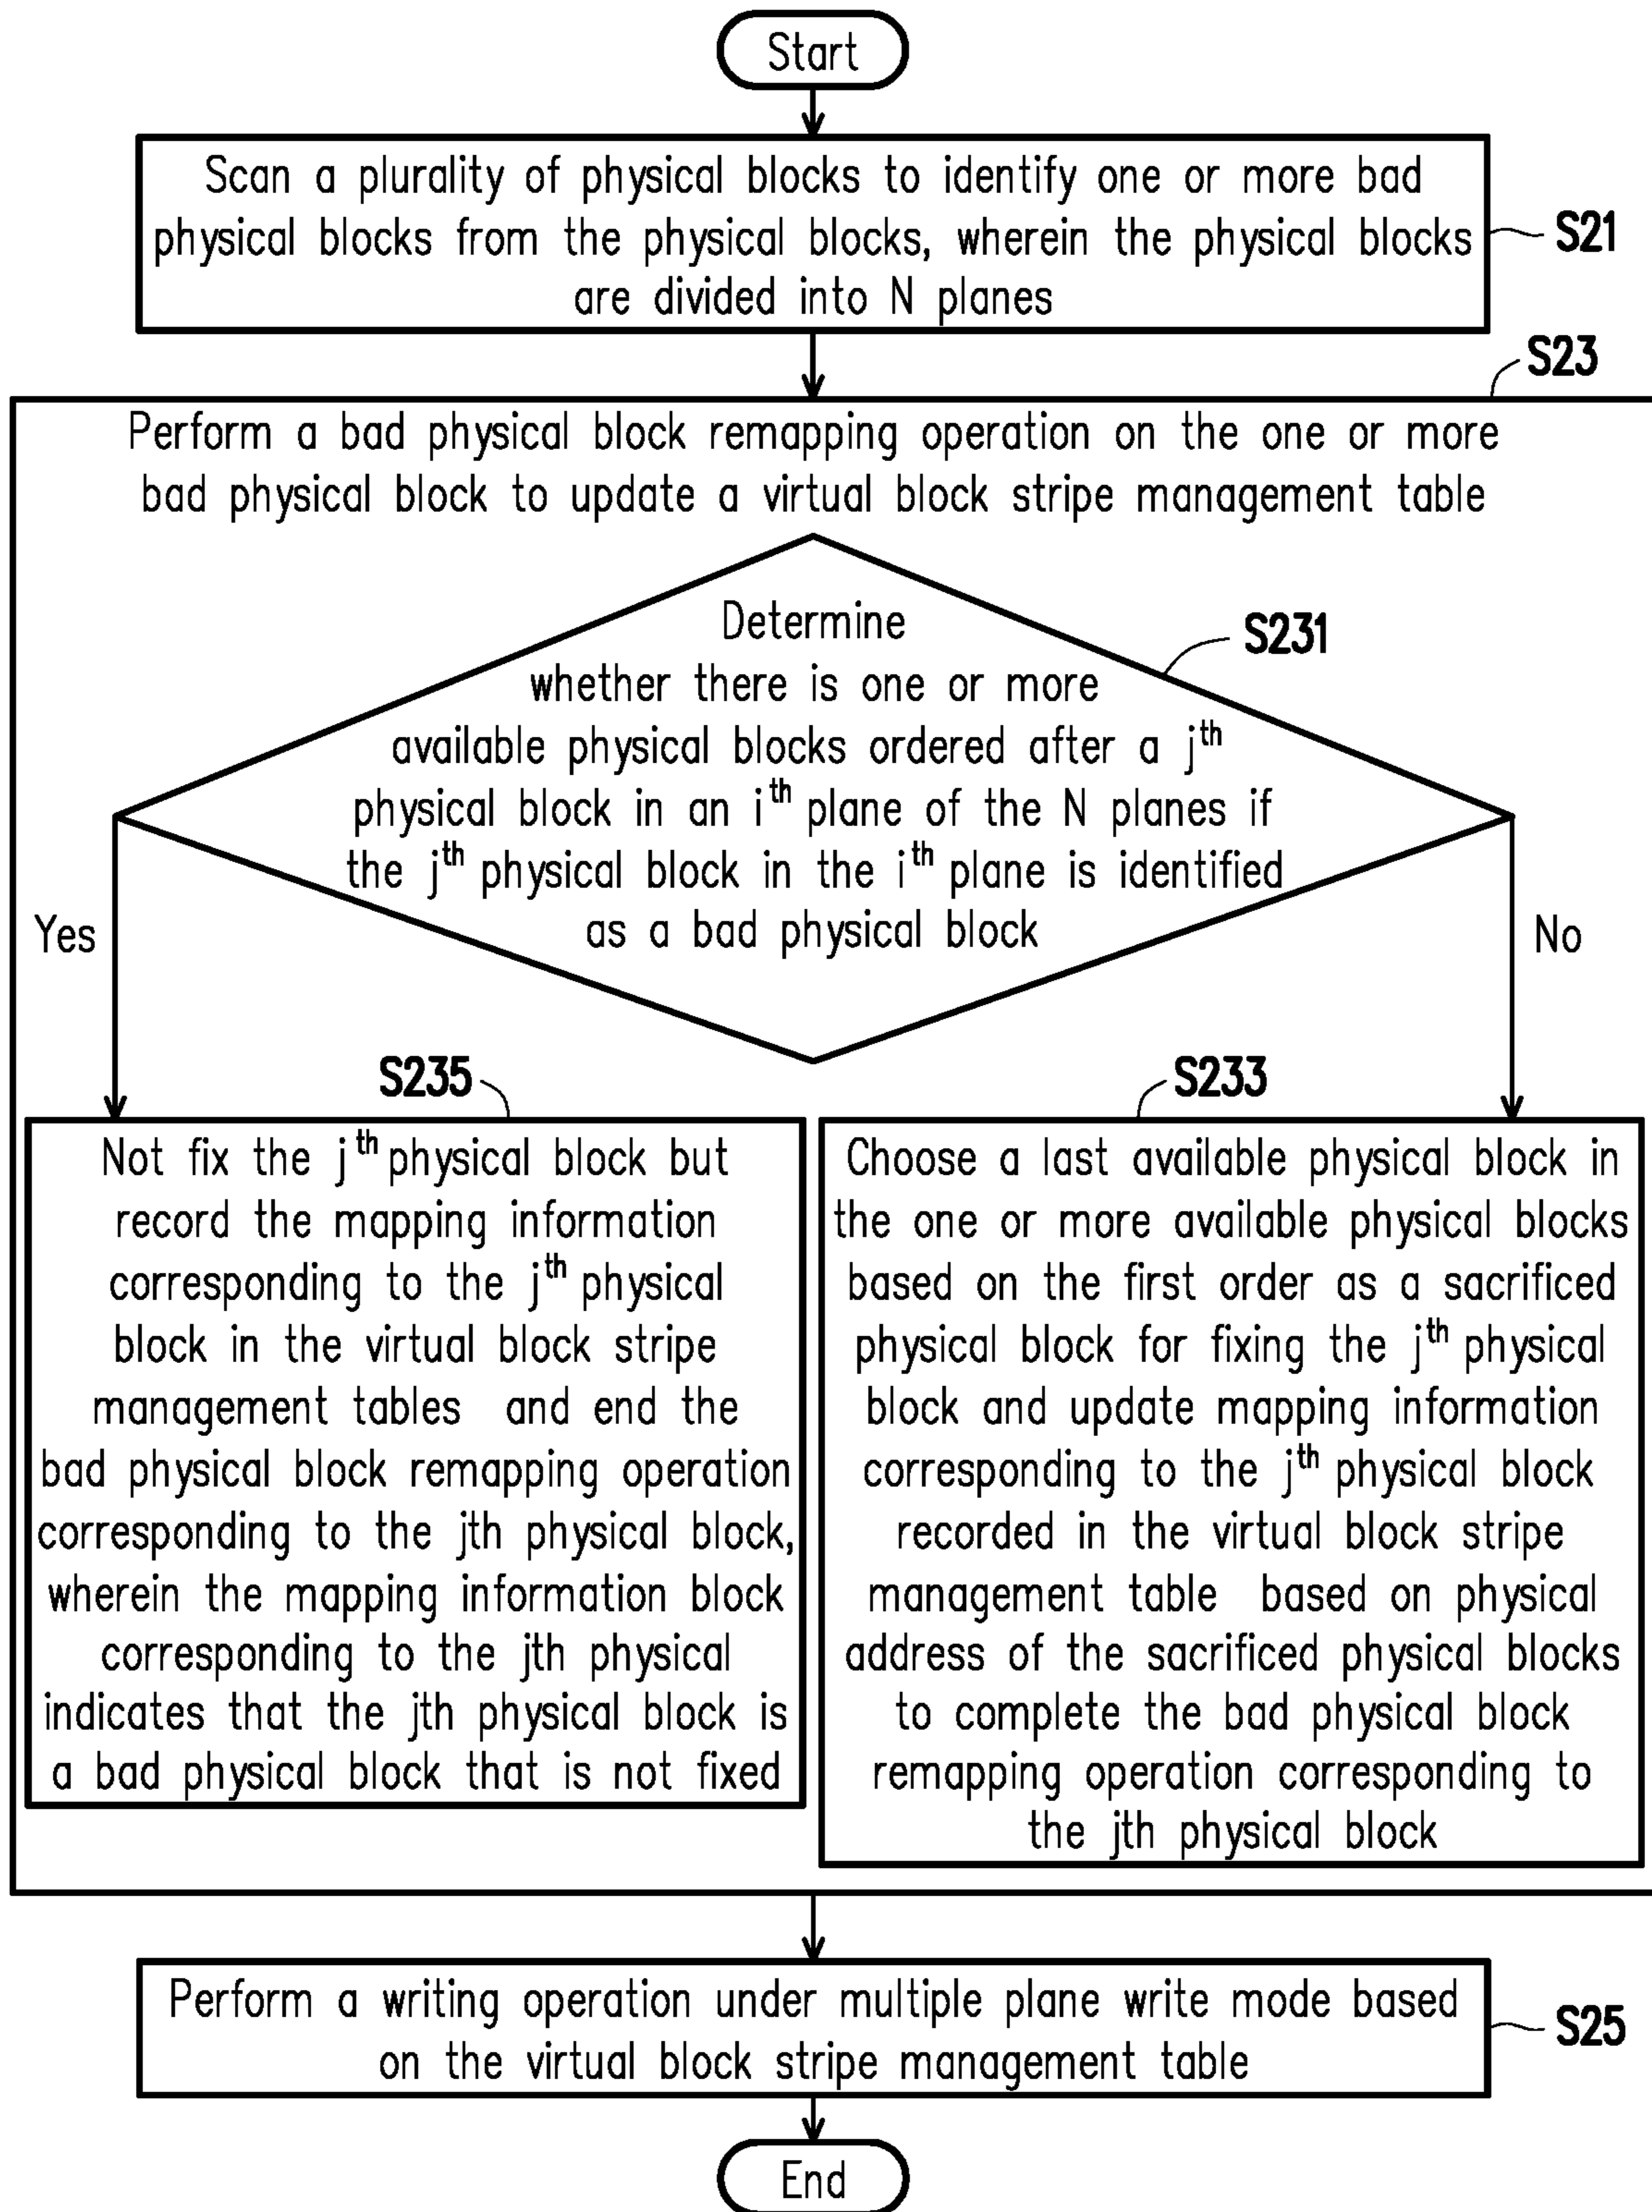 Start
Scan a plurality of physical blocks to identify one or more bad
physical blocks from the physical blocks, wherein the physical blocks
are divided into N planes
S21
S23
Perform a bad physical block remapping operation on the one or more
bad physical block to update a virtual block stripe management table
Determine
whether there is one or more
available physical blocks ordered after a jth
physical block in an ith plane of the N planes if
the jth physical block in the ith plane is identified
as a bad physical block
S231
Yes
No
S235
Not fix the jth physical block but
record the mapping information
corresponding to the jth physical
block in the virtual block stripe
management tables and end the
bad physical block remapping operation
corresponding to the jth physical block,
wherein the mapping information block
corresponding to the jth physical
indicates that the jth physical block is
a bad physical block that is not fixed
S233
Choose a last available physical block in
the one or more available physical blocks
based on the first order as a sacrificed
physical block for fixing the jth physical
block and update mapping information
corresponding to the jth physical block
recorded in the virtual block stripe
management table based on physical
address of the sacrificed physical blocks
to complete the bad physical block
remapping operation corresponding to
the jth physical block
Perform a writing operation under multiple plane write mode based
on the virtual block stripe management table
S25
End